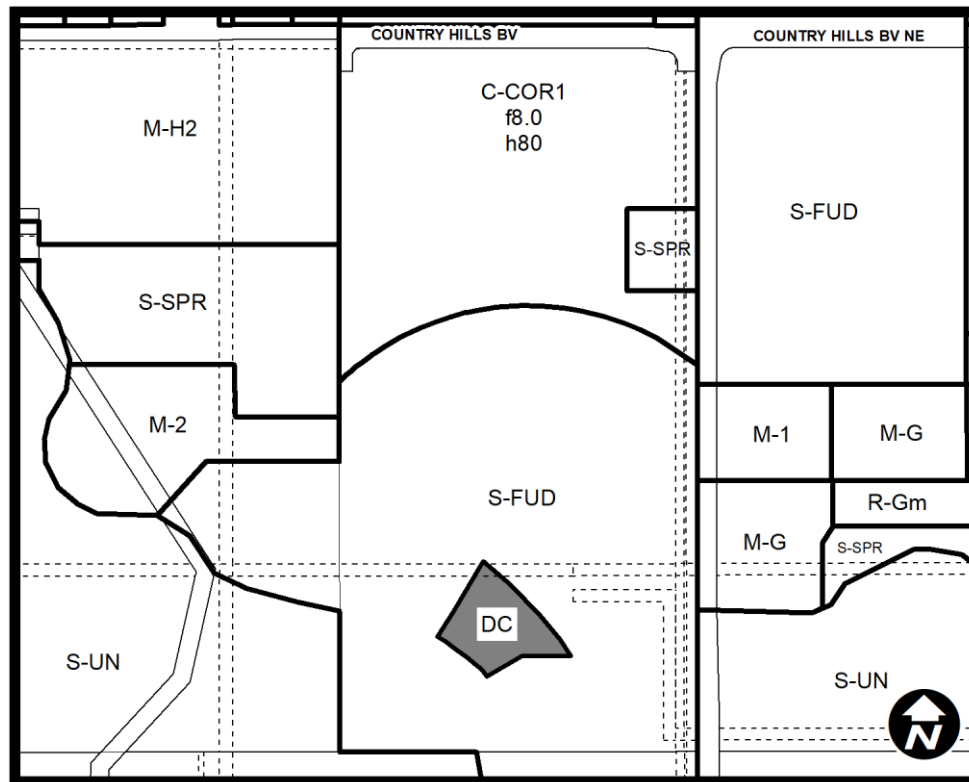 COUNTRY HILLS BV
COUNTRY HILLS BV NE
C-COR1
f8.0
h80
M-H2
S-FUD
S-SPR
S-SPR
M-2
M-1
M-G
S-FUD
R-Gm
M-G
S-SPR
DC
S-UN
S-UN
N